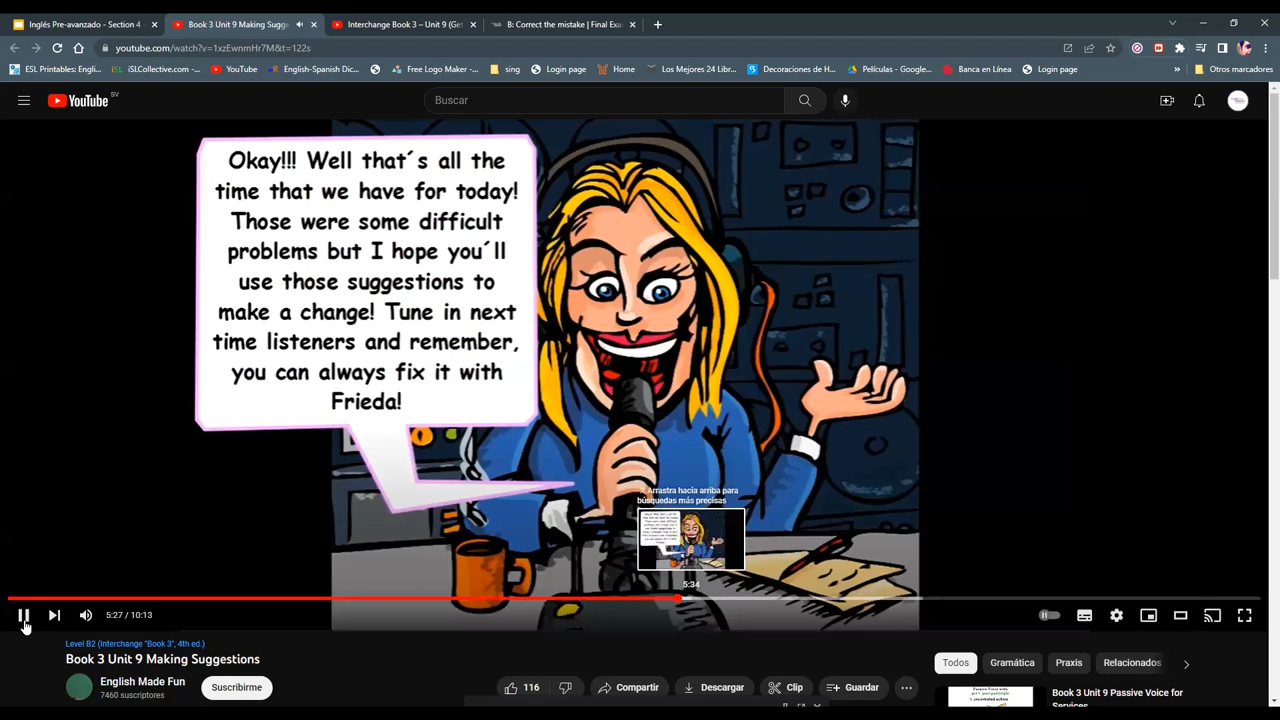 Inglés Pre-avanzado - Section 4
Book 3 Unit 9 Making Sugge
Interchange Book 3 – Unit 9 (Get
B: Correct the mistake | Final Exa
youtube.com/watch?v=1xzEwnmHr7M&t=122s
ESL Printables: Engli...
iSLCollective.com -...
YouTube
English-Spanish Dic...
Free Logo Maker -...
sing
Login page
Home
Los Mejores 24 Libr...
Decoraciones de H...
Películas - Google...
Banca en Línea
Login page
»
Otros marcadores
YouTube SV
Buscar
Okay!!! Well that´s all the
time that we have for today!
Those were some difficult
problems but I hope you´ll
use those suggestions to
make a change! Tune in next
time listeners and remember,
you can always fix it with
Frieda!
Arrastra hacia arriba para
búsquedas más precisas
5:34
5:27 / 10:13
Level B2 (Interchange "Book 3", 4th ed.)
Book 3 Unit 9 Making Suggestions
English Made Fun
7460 suscriptores
Suscribirme
116
Compartir
Descargar
Clip
Guardar
Todos
Gramática
Praxis
Relacionados
Book 3 Unit 9 Passive Voice for
Services